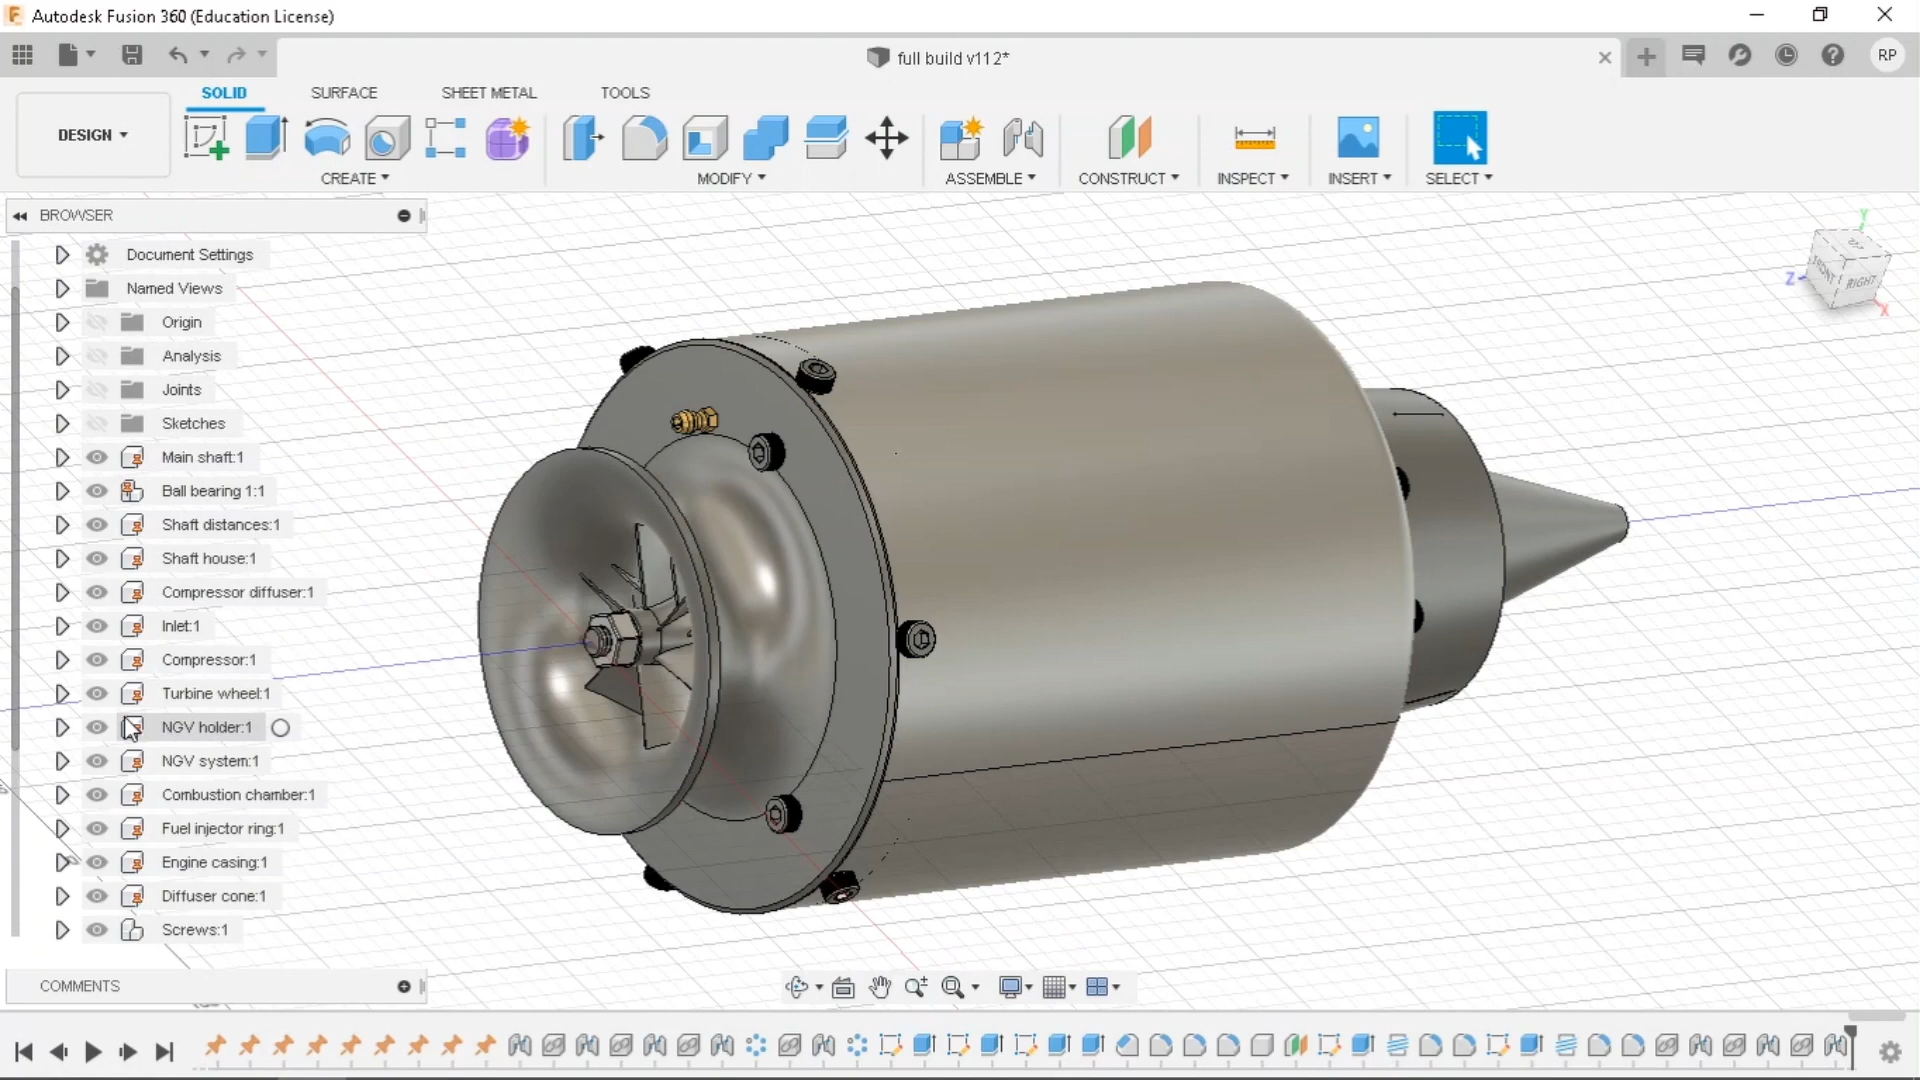 Autodesk Fusion 360 (Education License)
full build v112*
RP
SOLID
SURFACE
SHEET METAL
TOOLS
DESIGN
CREATE
MODIFY
ASSEMBLE
CONSTRUCT
INSPECT
INSERT
SELECT
BROWSER
Document Settings
Named Views
Origin
Analysis
Joints
Sketches
Main shaft:1
Ball bearing 1:1
Shaft distances:1
Shaft house:1
Compressor diffuser:1
Inlet:1
Compressor:1
Turbine wheel:1
NGV holder:1
NGV system:1
Combustion chamber:1
Fuel injector ring:1
Engine casing:1
Diffuser cone:1
Screws:1
Y
Z
FRONT
RIGHT
X
COMMENTS